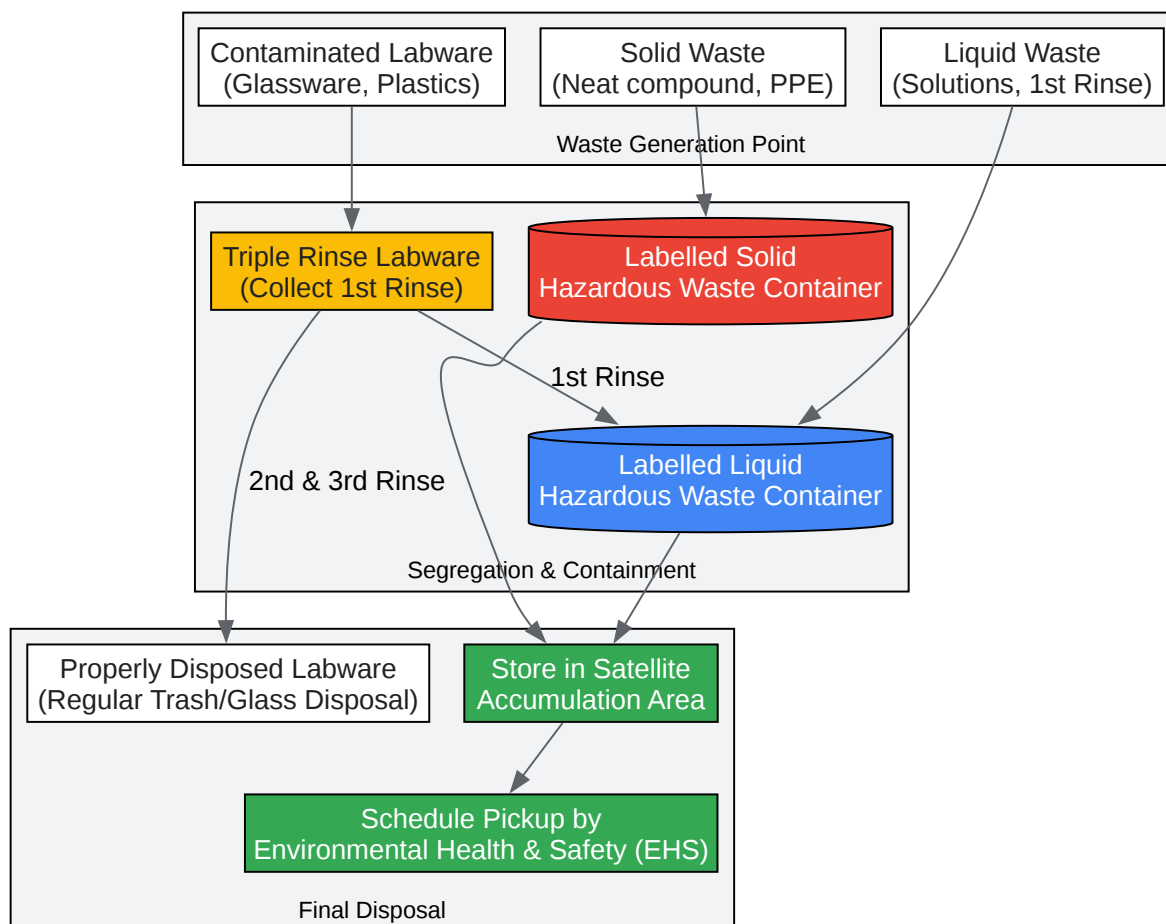 Contaminated Labware
(Glassware, Plastics)
Solid Waste
(Neat compound, PPE)
Liquid Waste
(Solutions, 1st Rinse)
Waste Generation Point
Triple Rinse Labware
(Collect 1st Rinse)
Labelled Solid
Hazardous Waste Container
1st Rinse
Labelled Liquid
Hazardous Waste Container
2nd & 3rd Rinse
Segregation & Containment
Properly Disposed Labware
(Regular Trash/Glass Disposal)
Store in Satellite
Accumulation Area
Schedule Pickup by
Environmental Health & Safety (EHS)
Final Disposal